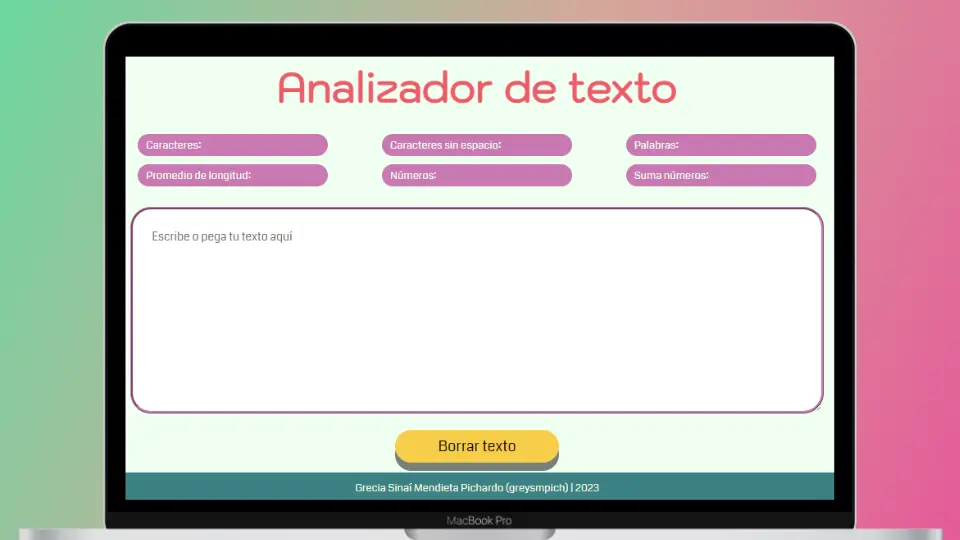 Analizador de texto
Caracteres:
Caracteres sin espacio:
Palabras:
Promedio de longitud:
Números:
Suma números:
Escribe o pega tu texto aquí
Borrar texto
Grecia Sinaí Mendieta Pichardo (greysmpich) | 2023
MacBook Pro